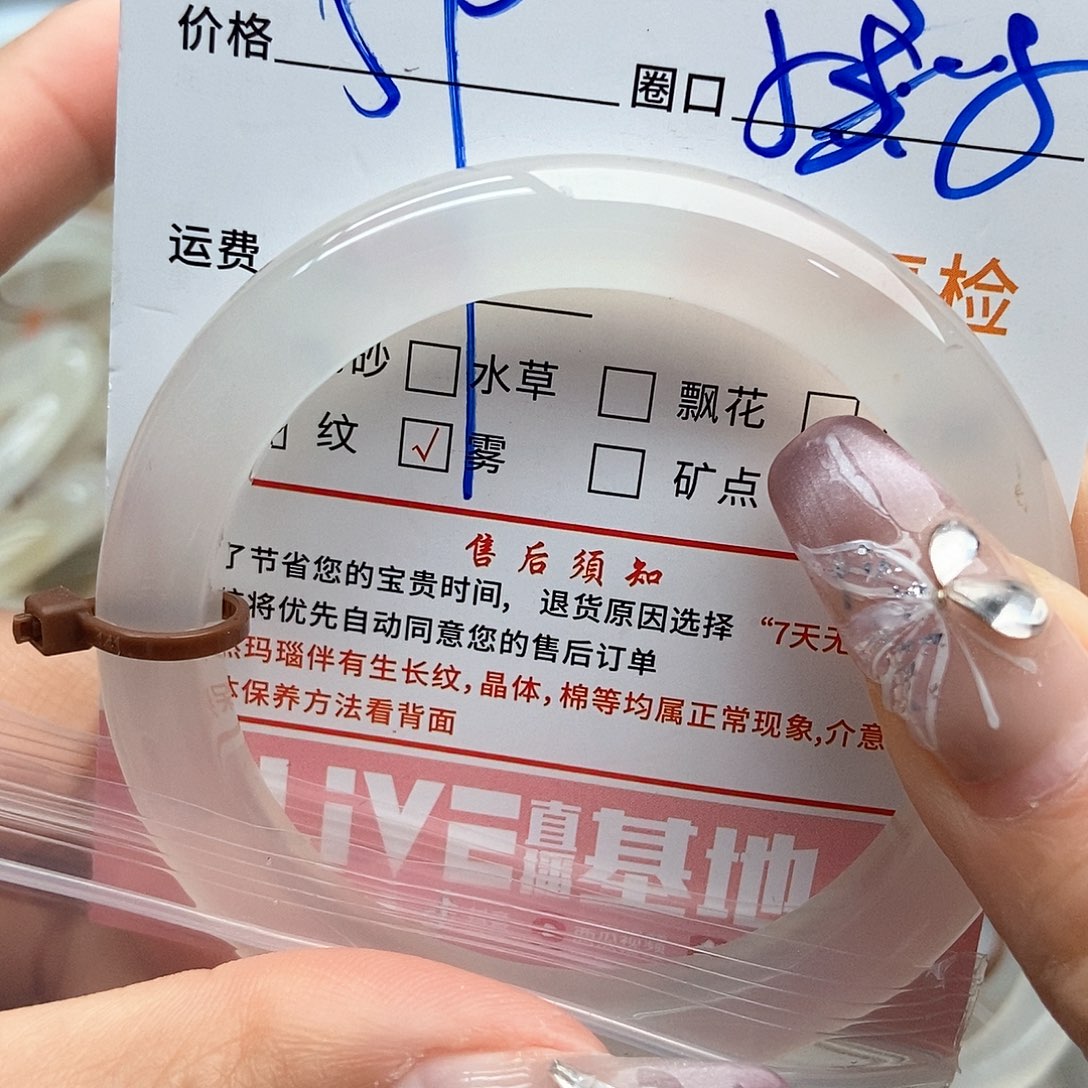 价格
圈口
运费
检
砂 □ 水草 □ 飘花 □
纹 ☑ 雾 □ 矿点
售后须知
了节省您的宝贵时间, 退货原因选择 “7天无
将优先自动同意您的售后订单
玛瑙伴有生长纹,晶体,棉等均属正常现象,介意
保养方法看背面
LiVE直播基地